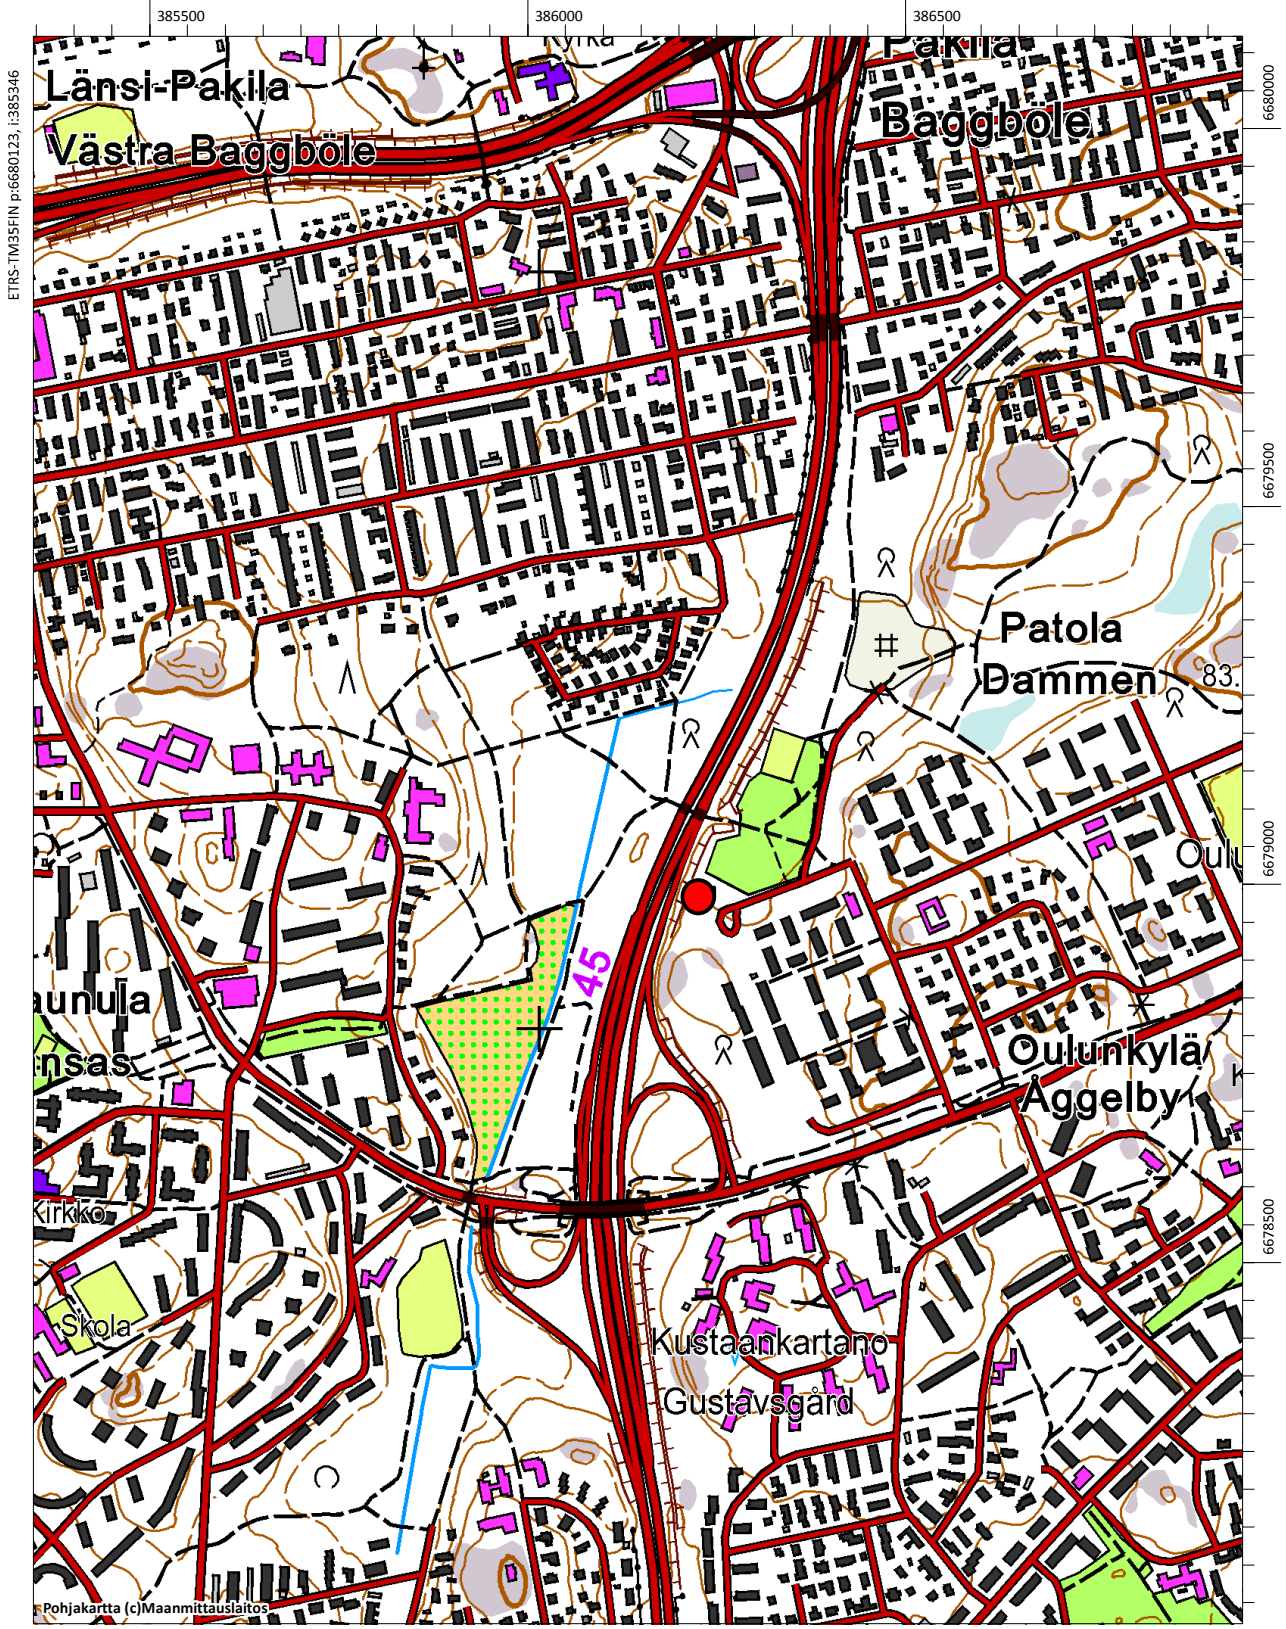 385500
386000
386500
ETRS-TM35FIN p:6680123, i:385346
6680000
6679500
6679000
6678500
Kyrka
Pakila
Baggböle
Länsi-Pakila
Västra Baggböle
Patola
Dammen
83.
Oulu
45
aunula
nsas
Oulunkylä
Åggelby
K
Kirkko
Skola
Kustaankartano
Gustavsgård
Pohjakartta (c)Maanmittauslaitos